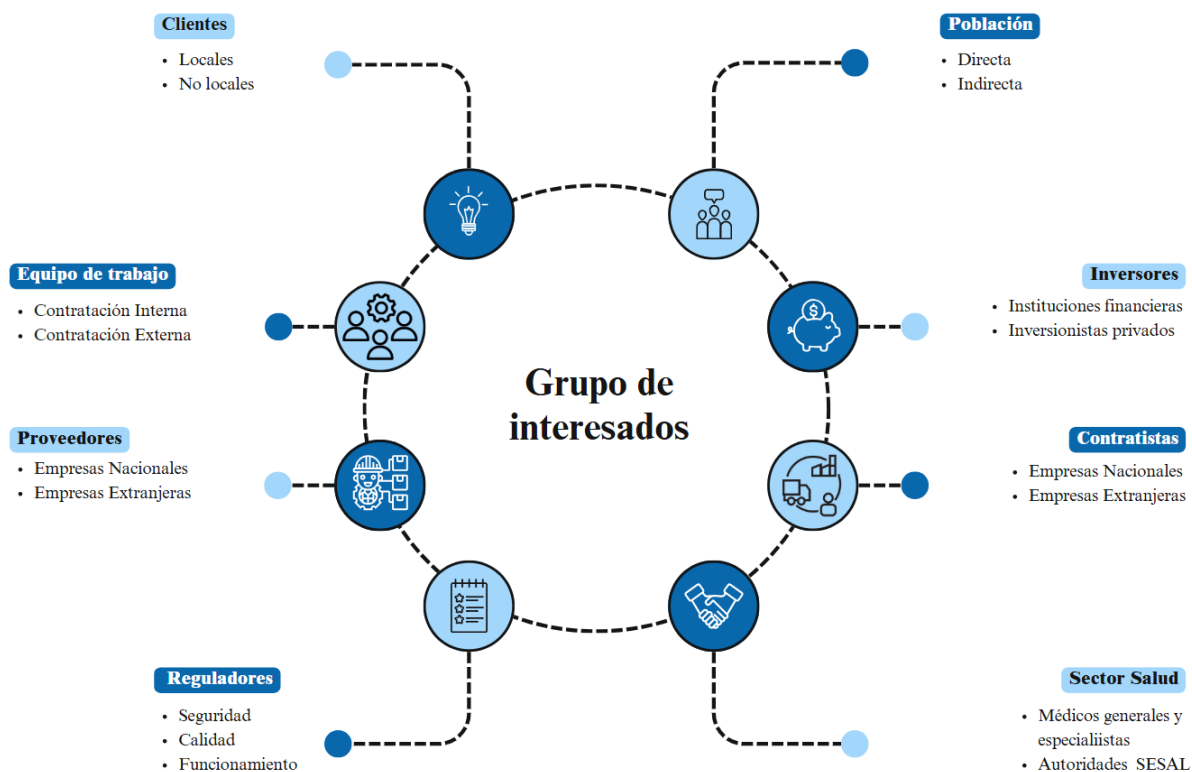 Clientes
• Locales
• No locales
Población
• Directa
• Indirecta
Equipo de trabajo
• Contratación Interna
• Contratación Externa
Inversores
• Instituciones financieras
• Inversionistas privados
Grupo de
interesados
Proveedores
• Empresas Nacionales
• Empresas Extranjeras
Contratistas
• Empresas Nacionales
• Empresas Extranjeras
Reguladores
• Seguridad
• Calidad
• Funcionamiento
Sector Salud
• Médicos generales y
especialiistas
• Autoridades SESAL